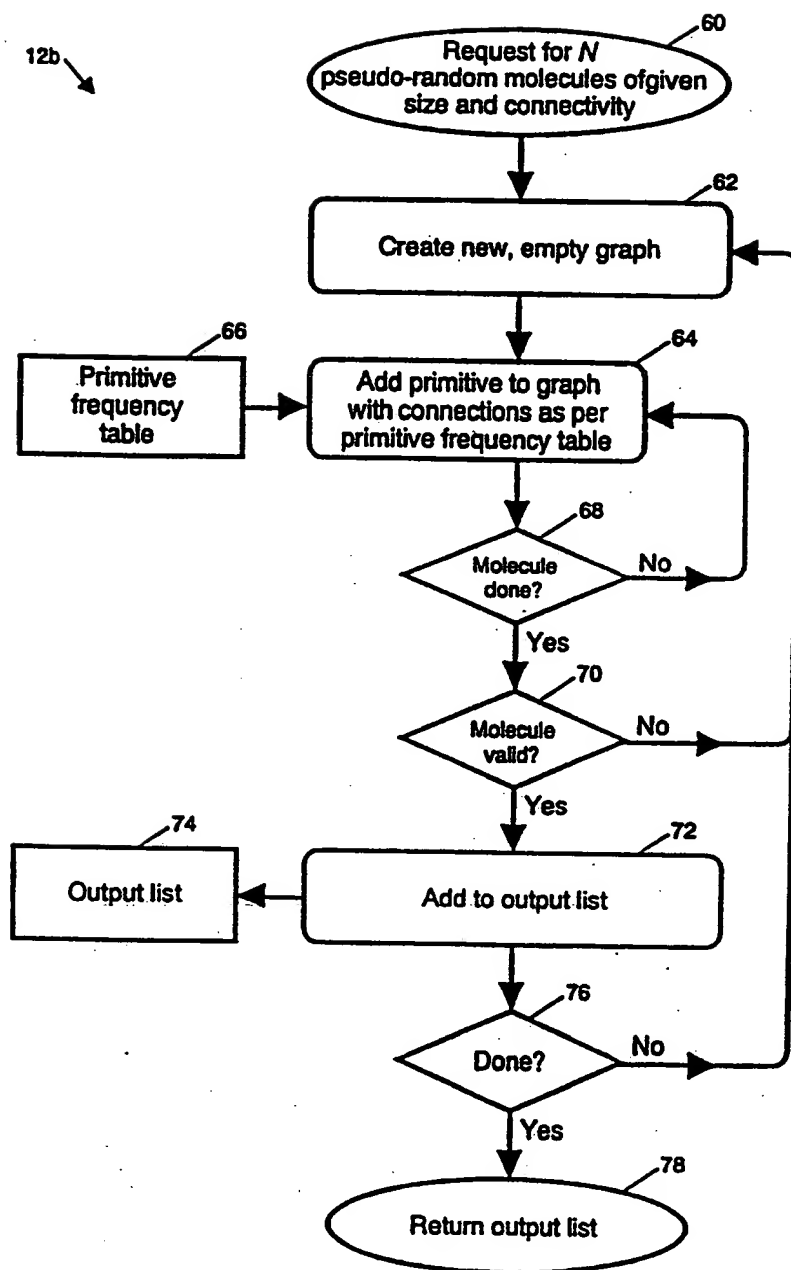 12b
60
Request for N
pseudo-random molecules ofgiven
size and connectivity
62
Create new, empty graph
66
Primitive
frequency
table
64
Add primitive to graph
with connections as per
primitive frequency table
68
Molecule
done?
No
Yes
70
Molecule
valid?
No
Yes
74
Output list
72
Add to output list
76
Done?
No
Yes
78
Return output list